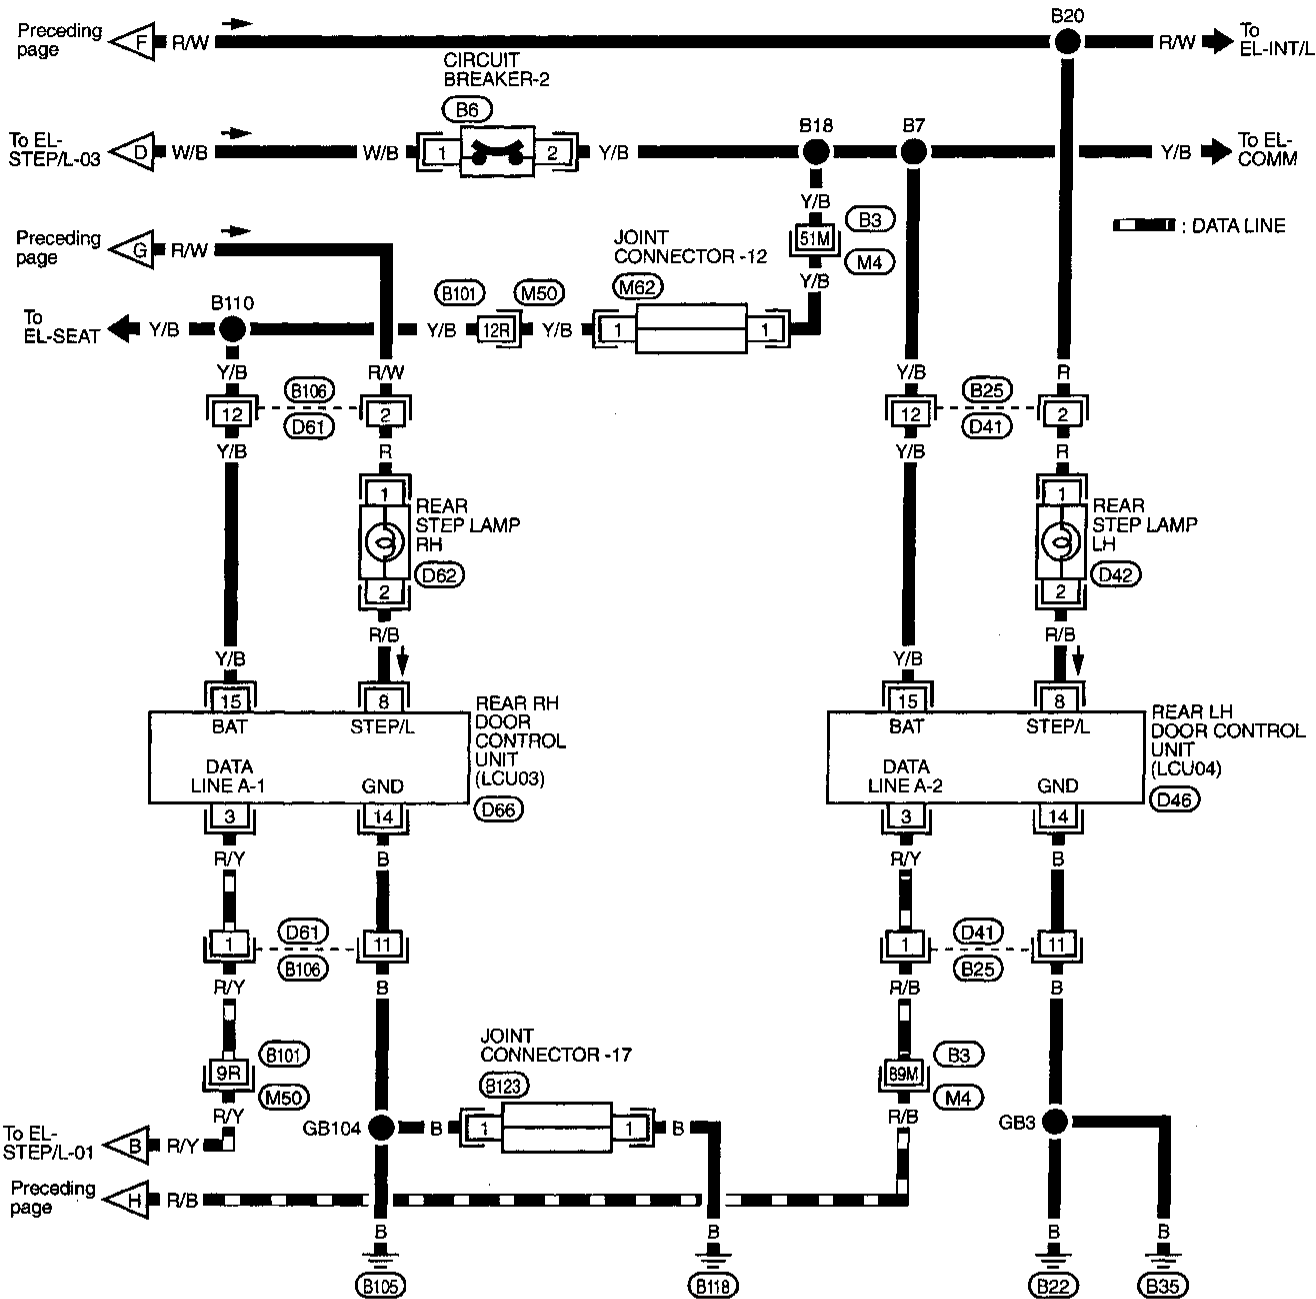 B20
Preceding
page
F
R/W
R/W
To
EL-INT/L
CIRCUIT
BREAKER-2
B6
To EL-
STEP/L-03
D
W/B
W/B
1
2
Y/B
B18
B7
Y/B
To EL-
COMM
Y/B
B3
51M
M4
Y/B
: DATA LINE
Preceding
page
G
R/W
JOINT
CONNECTOR -12
M62
B110
To
EL-SEAT
Y/B
Y/B
B101
12R
M50
Y/B
1
1
Y/B
R/W
Y/B
R
12
B106
D61
2
12
B25
D41
2
Y/B
R
Y/B
R
1
REAR
STEP LAMP
RH
D62
2
1
REAR
STEP LAMP
LH
D42
2
R/B
R/B
Y/B
Y/B
15
8
15
8
BAT
STEP/L
BAT
STEP/L
REAR RH
DOOR
CONTROL
UNIT
(LCU03)
D66
REAR LH
DOOR CONTROL
UNIT
(LCU04)
D46
DATA
LINE A-1
GND
DATA
LINE A-2
GND
3
14
3
14
R/Y
B
R/Y
B
1
D61
B106
11
1
D41
B25
11
R/Y
B
R/B
B
9R
B101
M50
JOINT
CONNECTOR -17
B123
89M
B3
M4
R/Y
R/B
GB104
B
1
1
B
GB3
To EL-
STEP/L-01
B
R/Y
Preceding
page
H
R/B
B
B
B
B
B105
B118
B22
B35